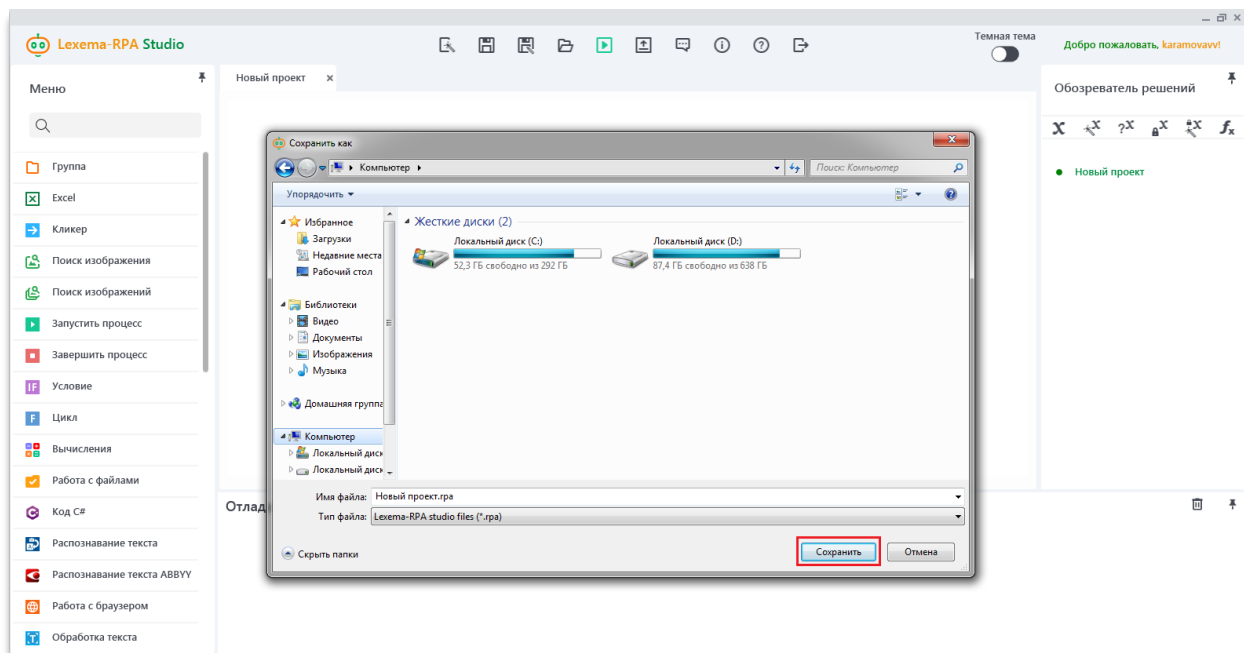 Lexema-RPA Studio
Темная тема
Добро пожаловать, karamovavv!
Меню
Новый проект x
Обозреватель решений
x x ?x x x fx
Новый проект
Группа
Excel
Кликер
Поиск изображения
Поиск изображений
Запустить процесс
Завершить процесс
IF Условие
F Цикл
Вычисления
Работа с файлами
Код C#
Распознавание текста
Распознавание текста ABBYY
Работа с браузером
Обработка текста
Сохранить как
Компьютер
Поиск: Компьютер
Упорядочить
Избранное
Загрузки
Недавние места
Рабочий стол
Библиотеки
Видео
Документы
Изображения
Музыка
Домашняя группа
Компьютер
Локальный диск
Локальный диск
Жесткие диски (2)
Локальный диск (C:)
52,3 ГБ свободно из 292 ГБ
Локальный диск (D:)
87,4 ГБ свободно из 638 ГБ
Имя файла: Новый проект.rpa
Тип файла: Lexema-RPA studio files (*.rpa)
Скрыть папки
Сохранить
Отмена
Отлад